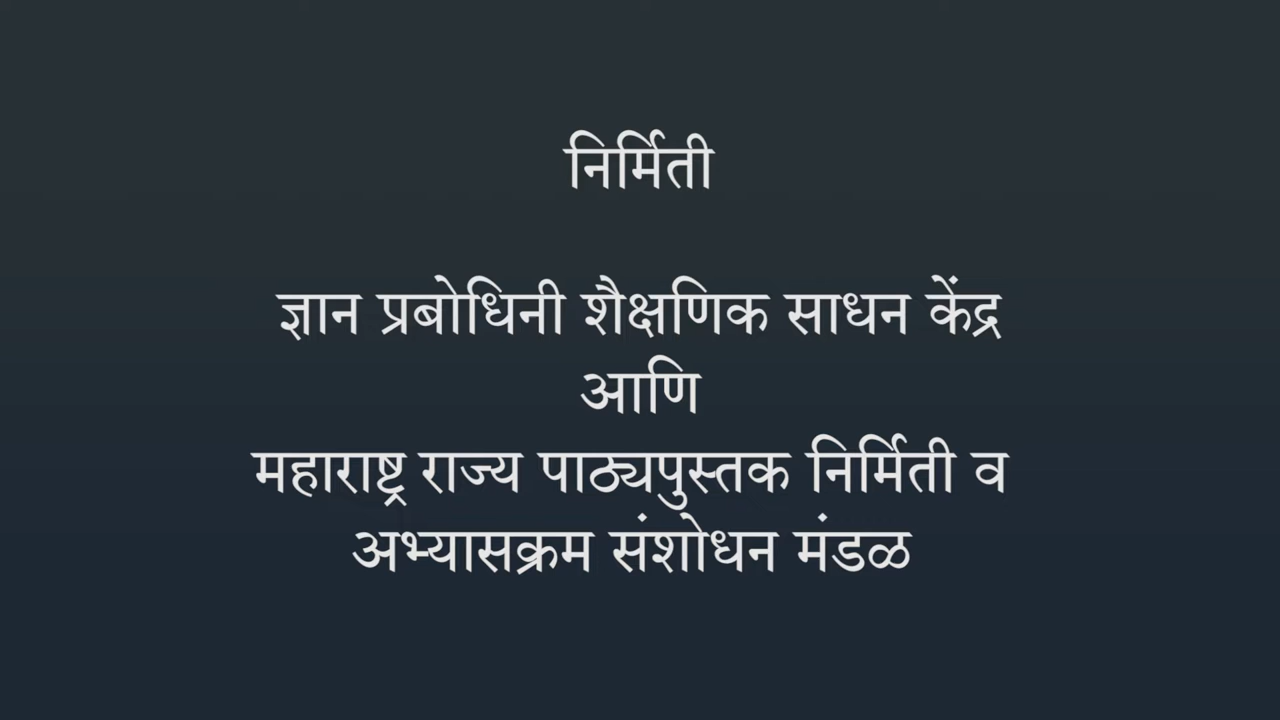 निर्मिती
ज्ञान प्रबोधिनी शैक्षणिक साधन केंद्र
आणि
महाराष्ट्र राज्य पाठ्यपुस्तक निर्मिती व
अभ्यासक्रम संशोधन मंडळ